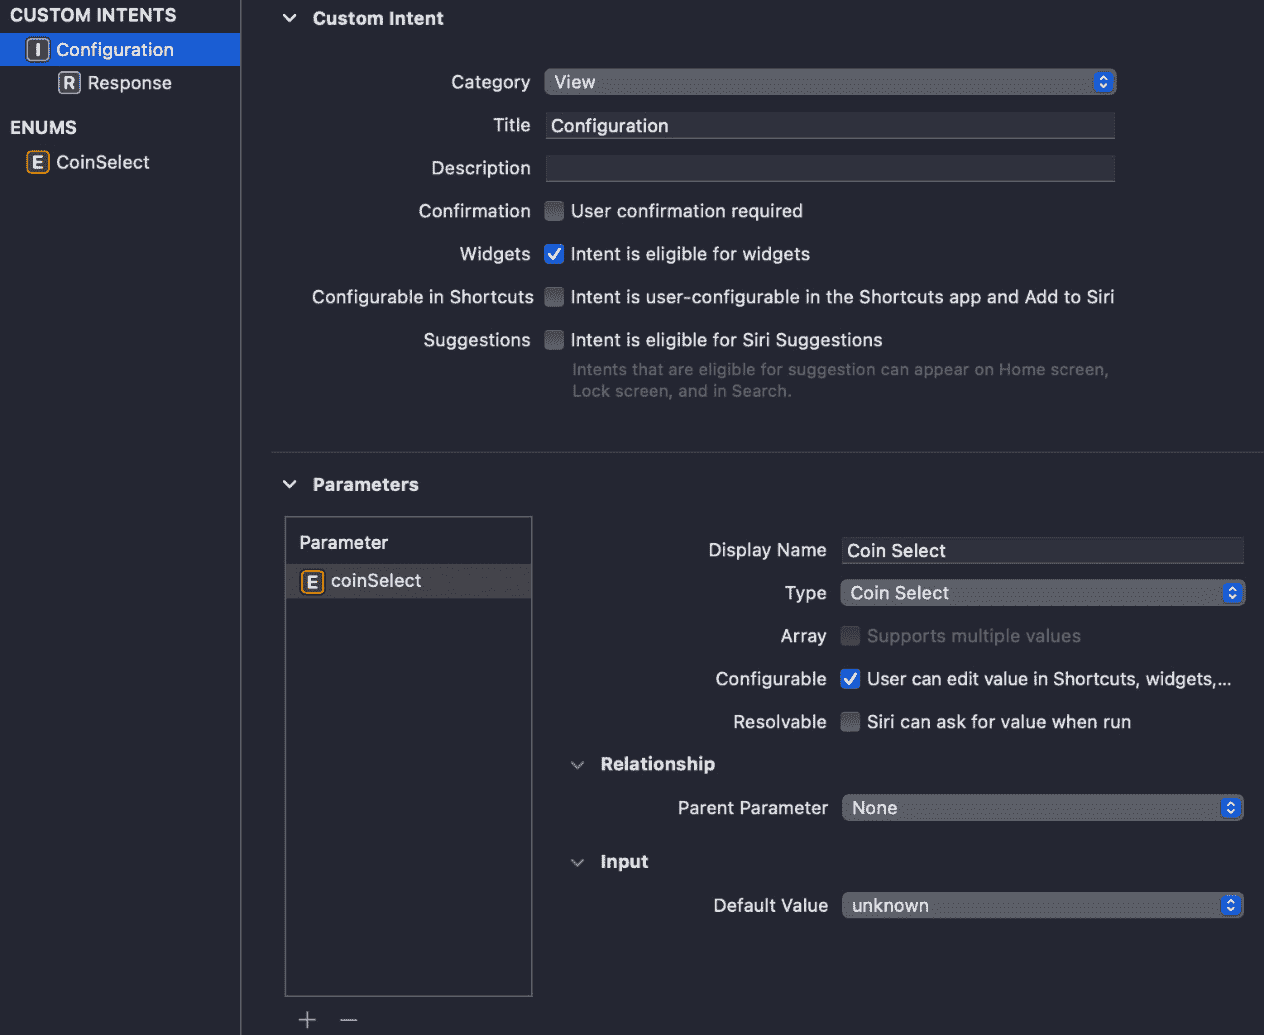 CUSTOM INTENTS
I Configuration
R Response
ENUMS
E CoinSelect
Custom Intent
Category View
Title Configuration
Description
Confirmation User confirmation required
Widgets Intent is eligible for widgets
Configurable in Shortcuts Intent is user-configurable in the Shortcuts app and Add to Siri
Suggestions Intent is eligible for Siri Suggestions
Intents that are eligible for suggestion can appear on Home screen,
Lock screen, and in Search.
Parameters
Parameter
E coinSelect
Display Name Coin Select
Type Coin Select
Array Supports multiple values
Configurable User can edit value in Shortcuts, widgets,...
Resolvable Siri can ask for value when run
Relationship
Parent Parameter None
Input
Default Value unknown